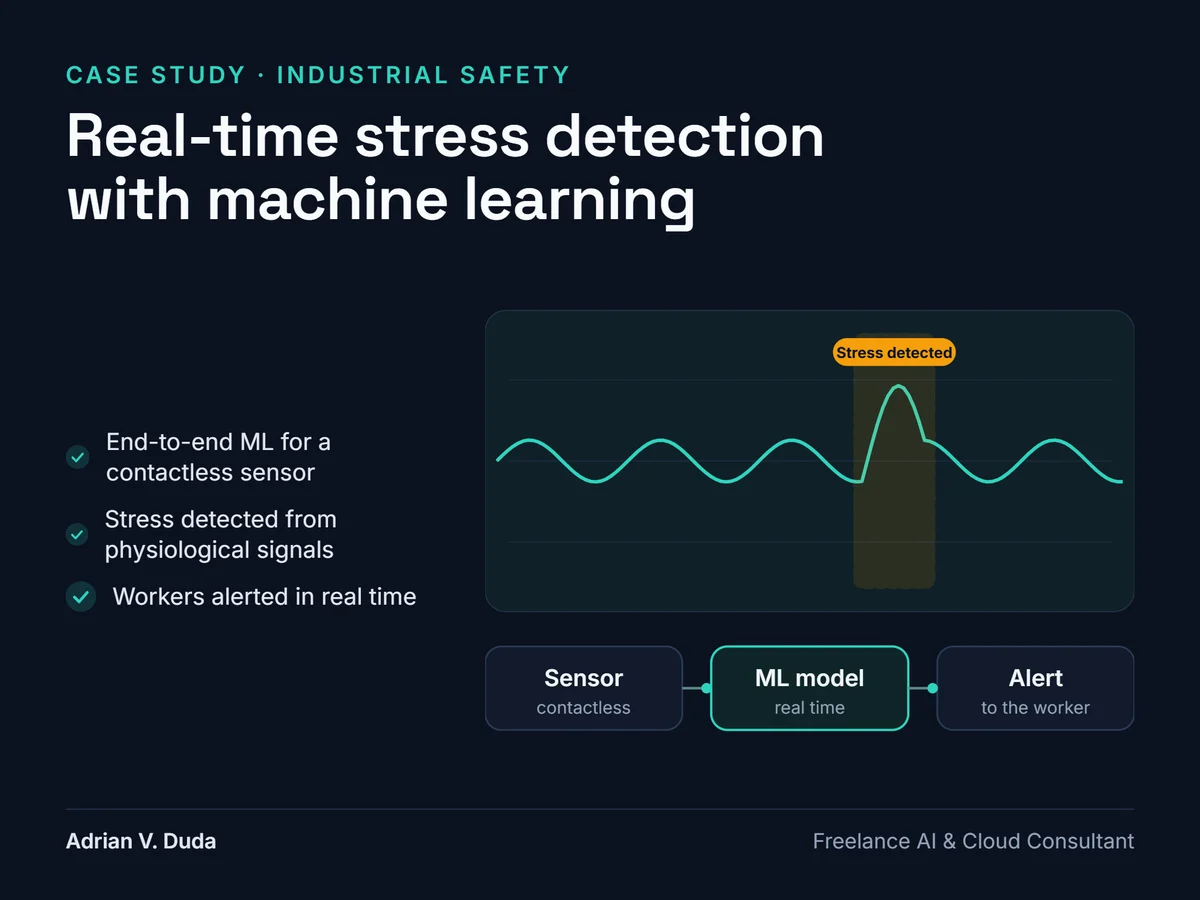 CASE STUDY · INDUSTRIAL SAFETY
Real-time stress detection
with machine learning
End-to-end ML for a
contactless sensor
Stress detected from
physiological signals
Workers alerted in real time
Stress detected
Sensor
contactless
ML model
real time
Alert
to the worker
Adrian V. Duda
Freelance AI & Cloud Consultant